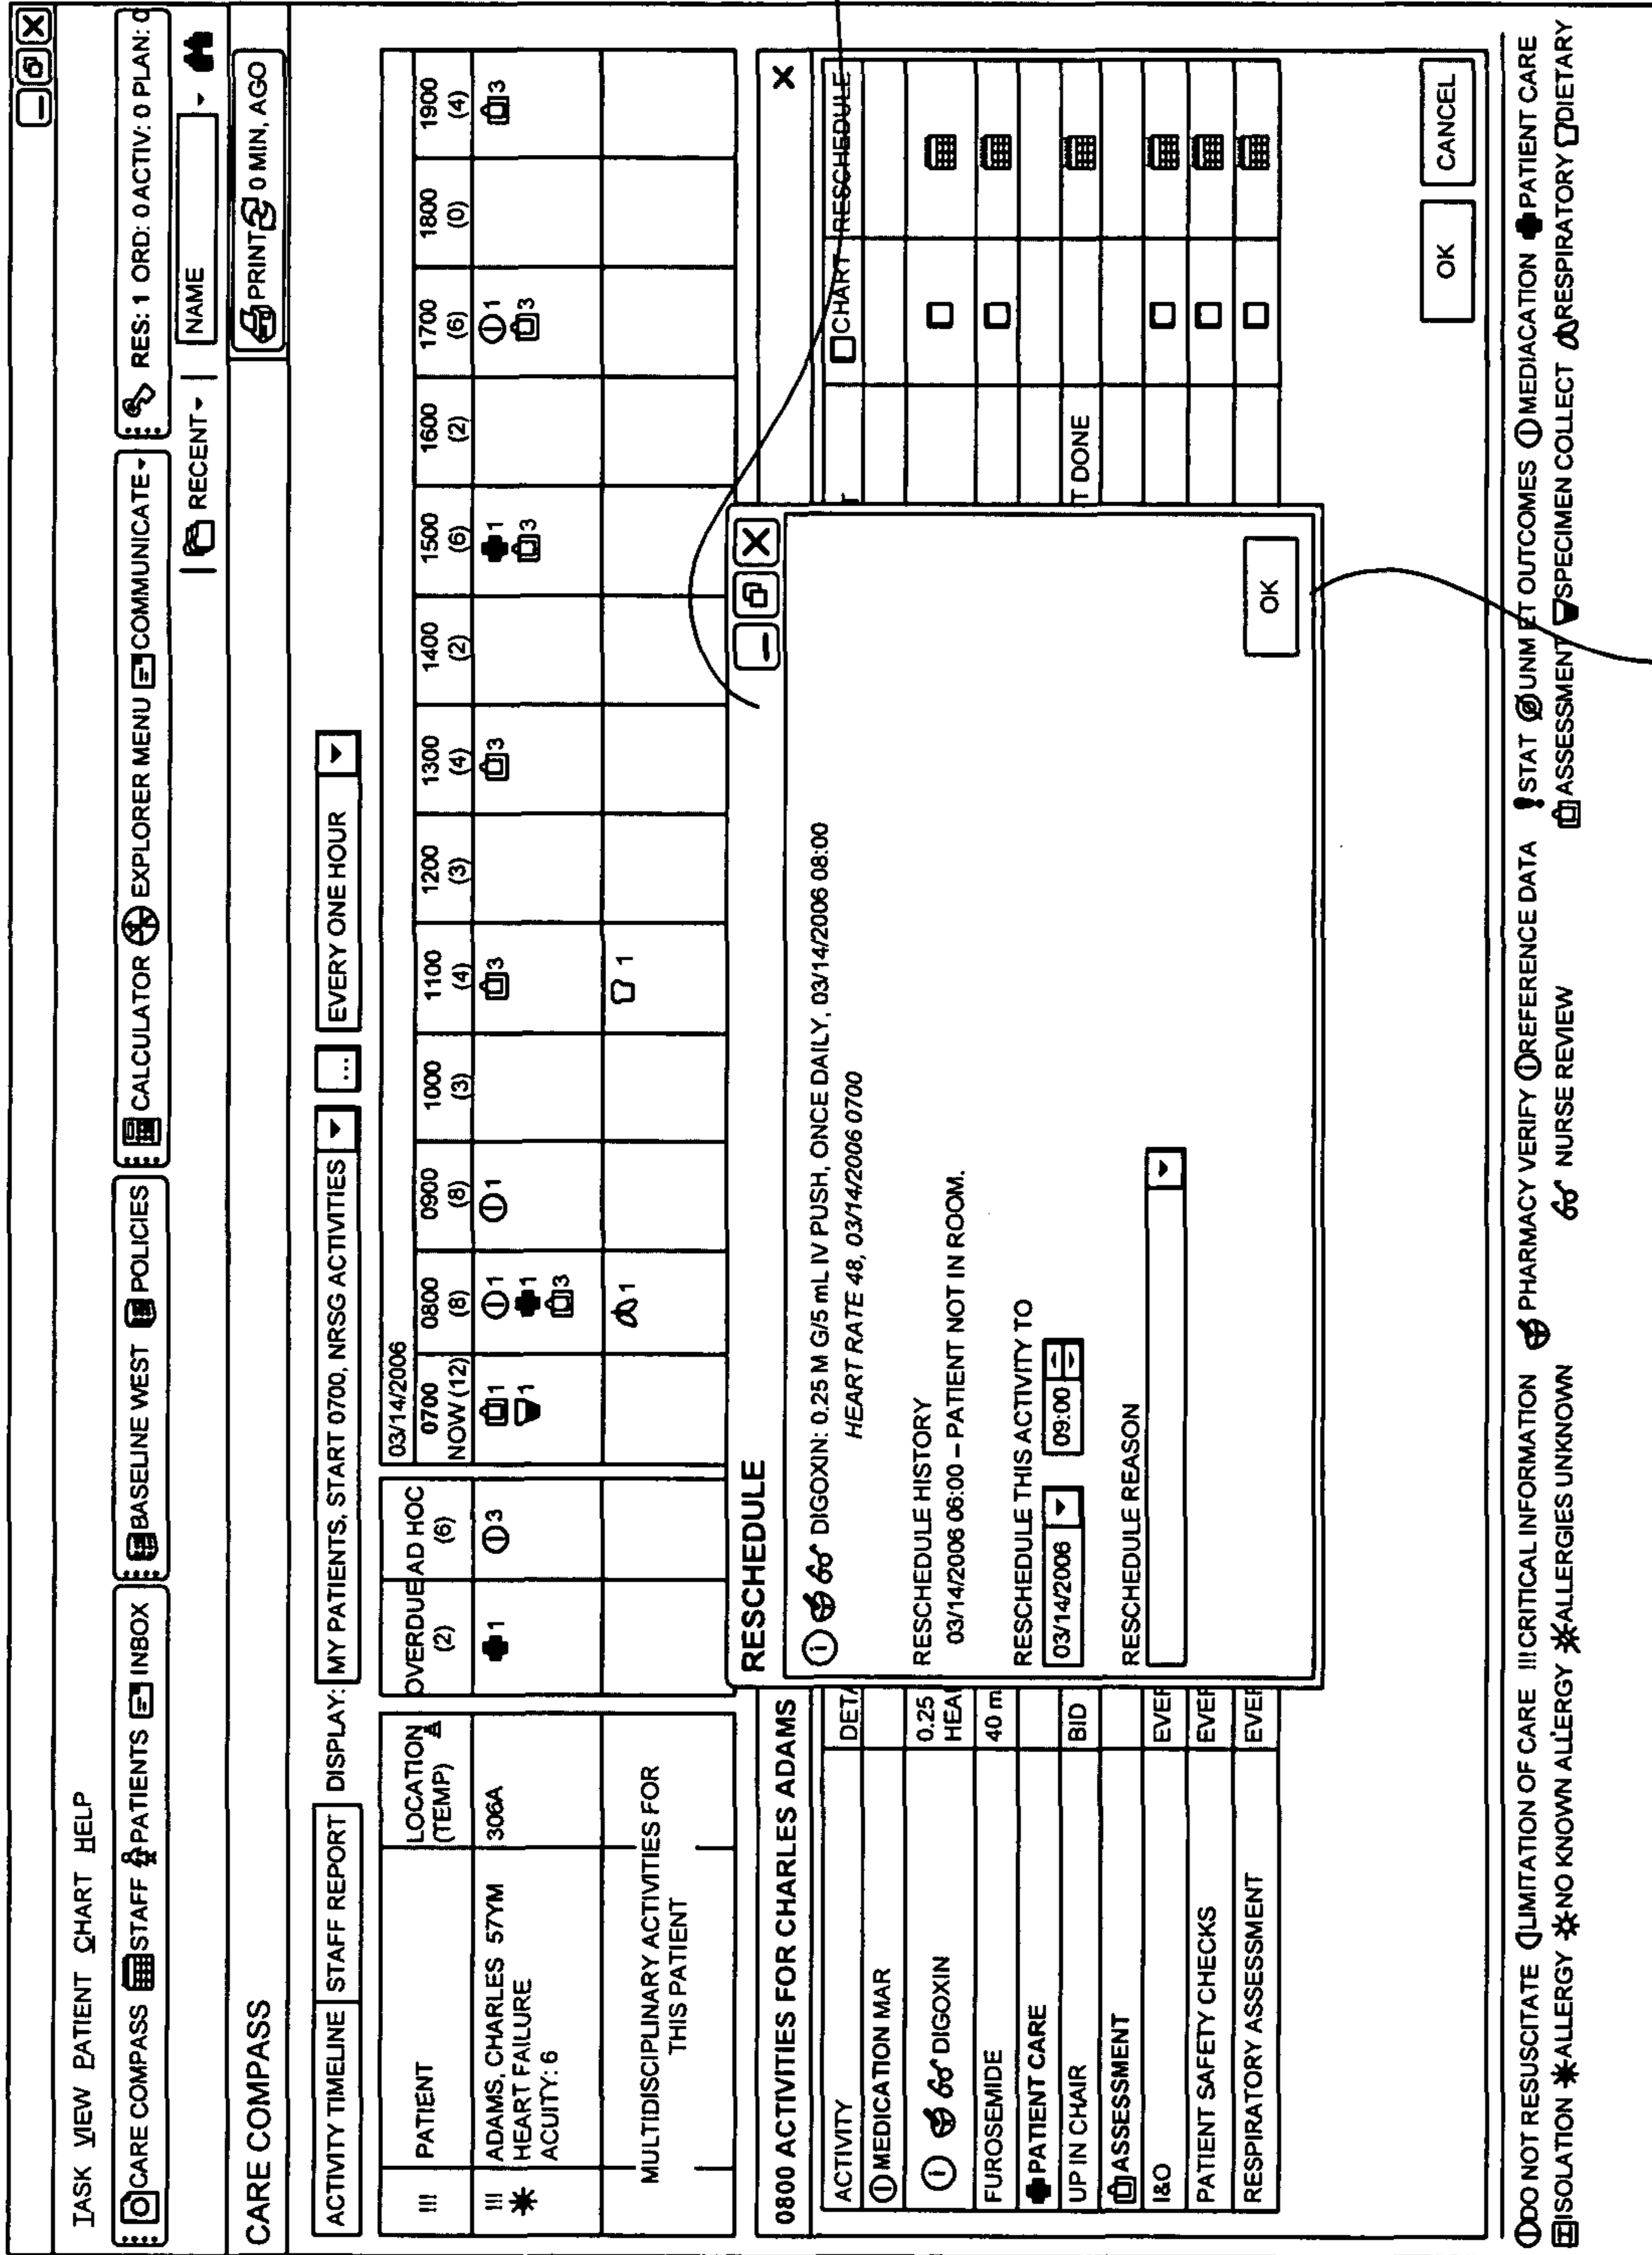 TASK VIEW PATIENT CHART HELP
CARE COMPASS STAFF PATIENTS INBOX BASELINE WEST POLICIES CALCULATOR EXPLORER MENU COMMUNICATE RES: 1 ORD: 0 ACTIV: 0 PLAN: 0
RECENT NAME
CARE COMPASS PRINT 0 MIN, AGO
ACTIVITY TIMELINE STAFF REPORT DISPLAY: MY PATIENTS, START 0700, NRSG ACTIVITIES ... EVERY ONE HOUR
03/14/2006
!!! PATIENT LOCATION (TEMP) OVERDUE (2) AD HOC (6) 0700 NOW (12) 0800 (8) 0900 (8) 1000 (3) 1100 (4) 1200 (3) 1300 (4) 1400 (2) 1500 (6) 1600 (2) 1700 (6) 1800 (0) 1900 (4)
!!! ADAMS, CHARLES 57YM 306A 1 3 1 1 1 3 3 1 1 3
HEART FAILURE 1 1 3 3
ACUITY: 6 3
MULTIDISCIPLINARY ACTIVITIES FOR 1 1
THIS PATIENT
0800 ACTIVITIES FOR CHARLES ADAMS
ACTIVITY DETA CHART RESCHEDULE
MEDICATION MAR
DIGOXIN 0.25
HEA
FUROSEMIDE 40 m
PATIENT CARE
UP IN CHAIR BID T DONE
ASSESSMENT
I&O EVER
PATIENT SAFETY CHECKS EVER
RESPIRATORY ASSESSMENT EVER
RESCHEDULE
DIGOXIN: 0.25 M G/5 mL IV PUSH, ONCE DAILY, 03/14/2006 08:00
HEART RATE 48, 03/14/2006 0700
RESCHEDULE HISTORY
03/14/2006 06:00 – PATIENT NOT IN ROOM.
RESCHEDULE THIS ACTIVITY TO
03/14/2006 09:00
RESCHEDULE REASON
OK
OK CANCEL
DO NOT RESUSCITATE LIMITATION OF CARE !!!CRITICAL INFORMATION PHARMACY VERIFY REFERENCE DATA STAT UNM ET OUTCOMES MEDIACATION PATIENT CARE
ISOLATION ALLERGY NO KNOWN ALLERGY ALLERGIES UNKNOWN NURSE REVIEW ASSESSMENT SPECIMEN COLLECT RESPIRATORY DIETARY